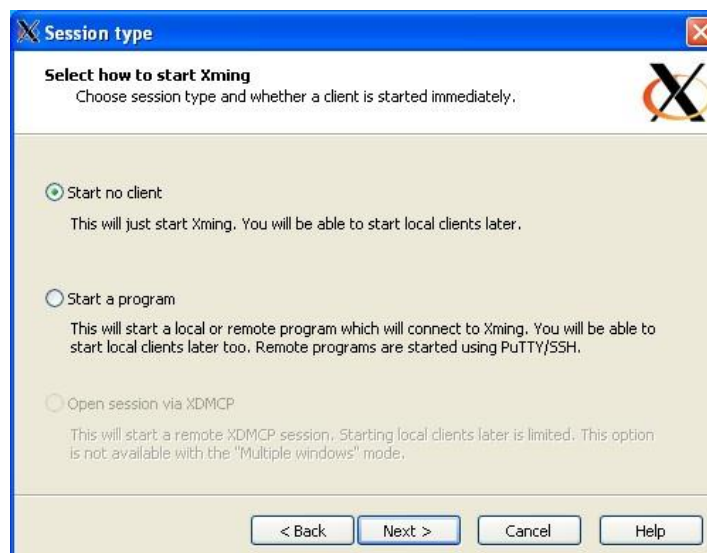 Session type
Select how to start Xming
Choose session type and whether a client is started immediately.
Start no client
This will just start Xming. You will be able to start local clients later.
Start a program
This will start a local or remote program which will connect to Xming. You will be able to
start local clients later too. Remote programs are started using PuTTY/SSH.
Open session via XDMCP
This will start a remote XDMCP session. Starting local clients later is limited. This option
is not available with the "Multiple windows" mode.
< Back Next > Cancel Help